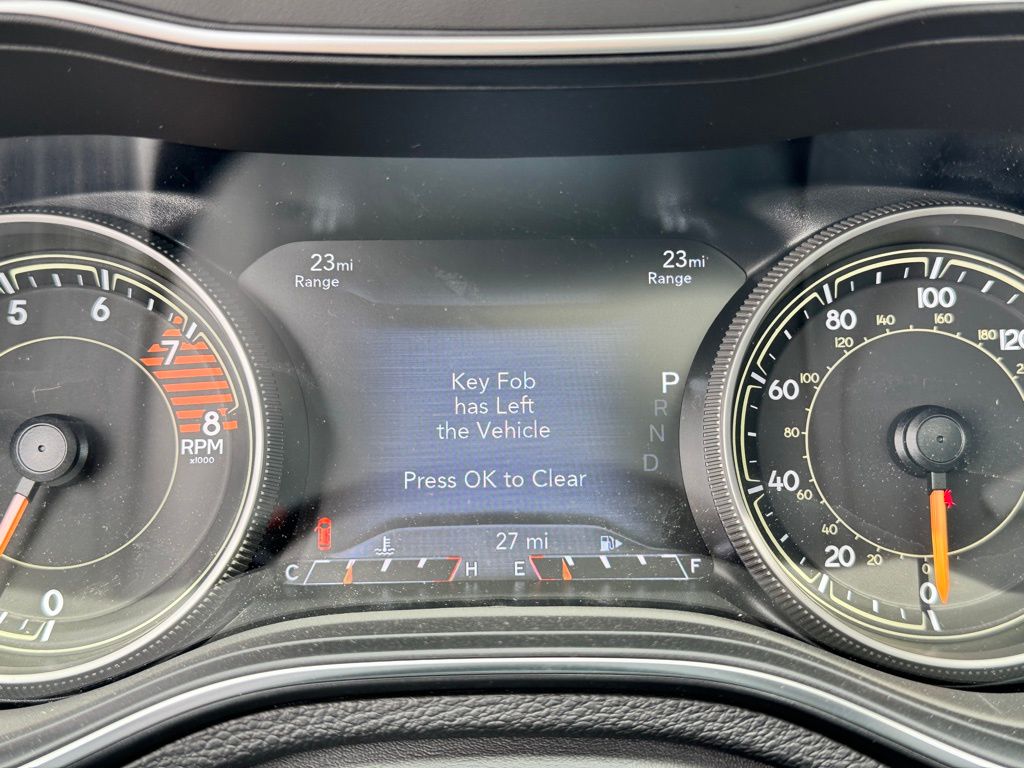 23mi
Range
23mi
Range
Key Fob
has Left
the Vehicle
Press OK to Clear
P
R
N
D
27 mi
C H
E F
5
6
7
8
RPM
x1000
0
0
20
40
60
80
100
120
0
20
40
60
80
100
120
140
160
180